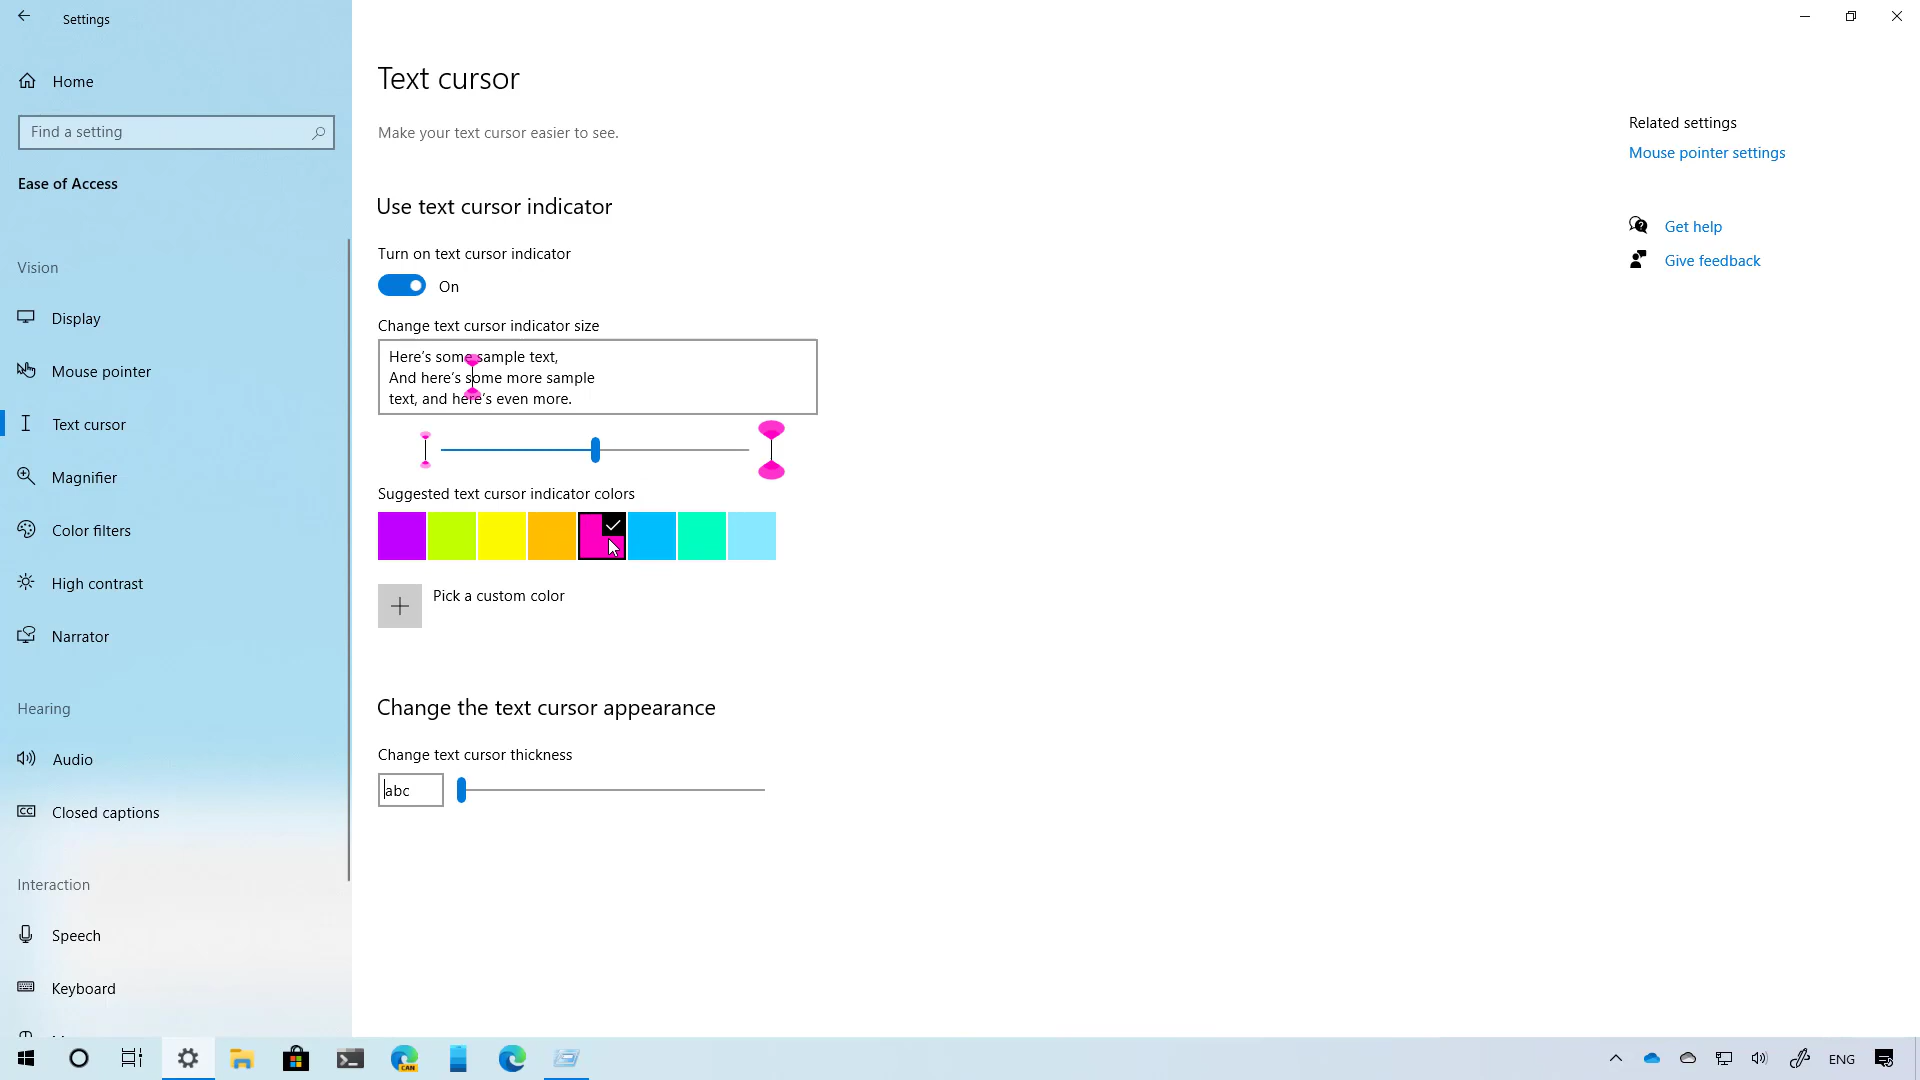 Settings
Home
Find a setting
Ease of Access
Vision
Display
Mouse pointer
Text cursor
Magnifier
Color filters
High contrast
Narrator
Hearing
Audio
CC
Closed captions
Interaction
Speech
Keyboard
Text cursor
Make your text cursor easier to see.
Use text cursor indicator
Turn on text cursor indicator
On
Change text cursor indicator size
Here's some sample text,
And here's some more sample
text, and here's even more.
Suggested text cursor indicator colors
Pick a custom color
Change the text cursor appearance
Change text cursor thickness
abc
Related settings
Mouse pointer settings
Get help
Give feedback
CAN
ENG